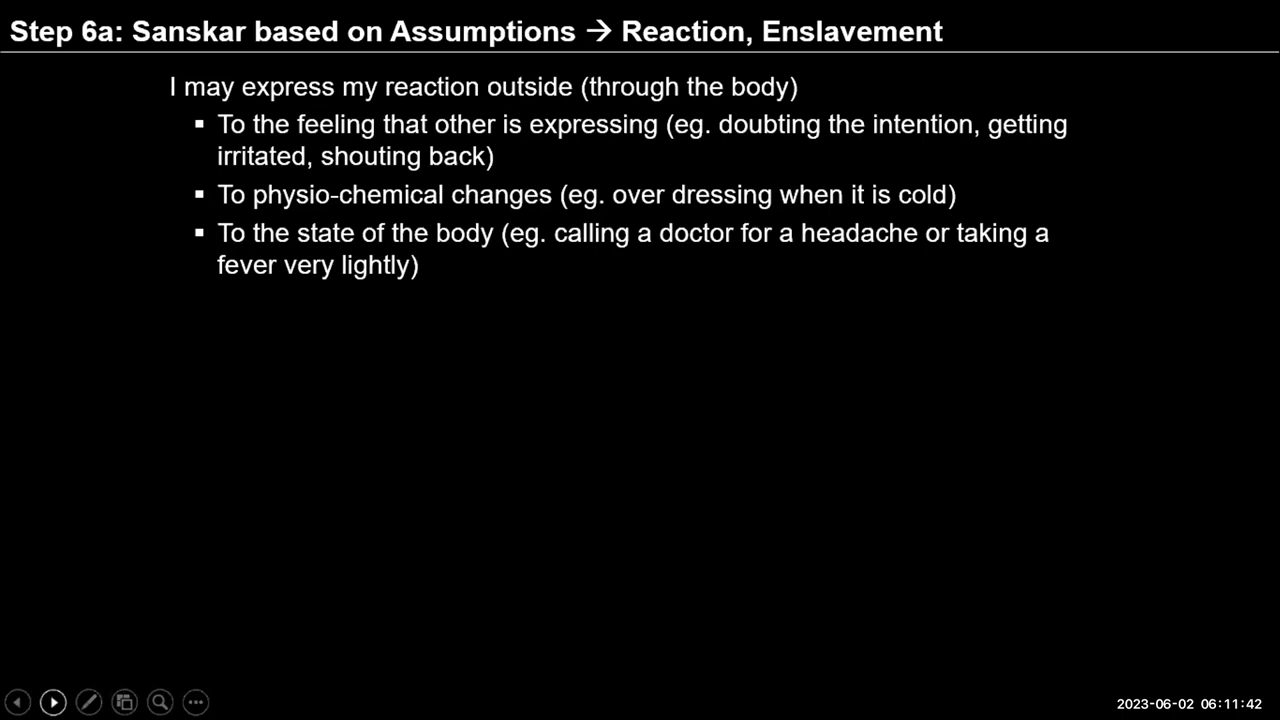 Step 6a: Sanskar based on Assumptions → Reaction, Enslavement
I may express my reaction outside (through the body)
▪ To the feeling that other is expressing (eg. doubting the intention, getting
irritated, shouting back)
▪ To physio-chemical changes (eg. over dressing when it is cold)
▪ To the state of the body (eg. calling a doctor for a headache or taking a
fever very lightly)
2023-06-02 06:11:42